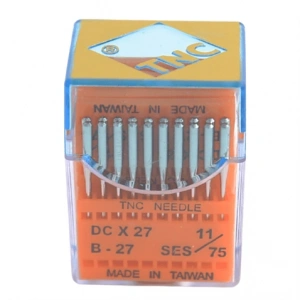 TNC
MADE IN TAIWAN
TNC NEEDLE
DC X 27 11/75
B - 27 SES
MADE IN TAIWAN